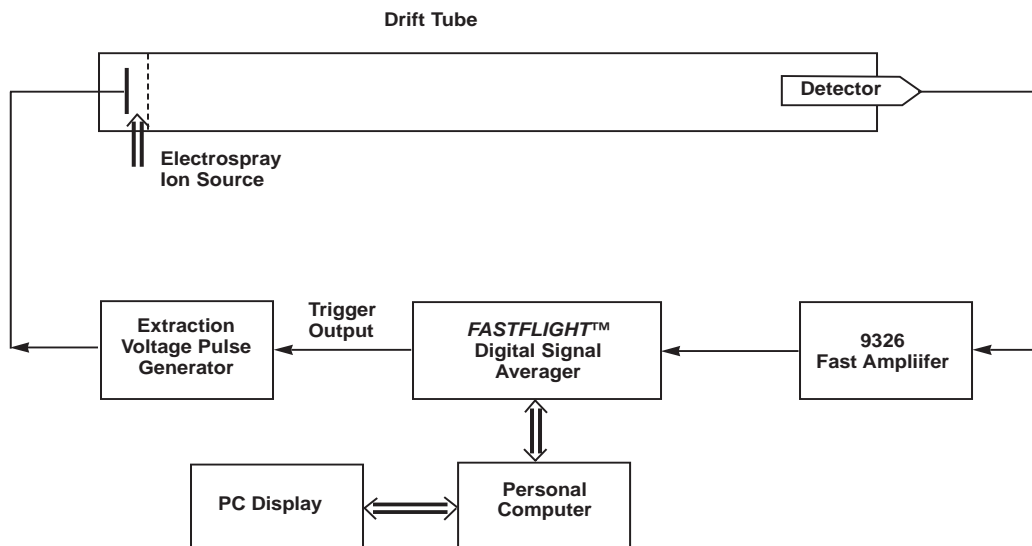 Drift Tube
Detector
Electrospray
Ion Source
Extraction
Voltage Pulse
Generator
Trigger
Output
FASTFLIGHT™
Digital Signal
Averager
9326
Fast Ampliifer
PC Display
Personal
Computer